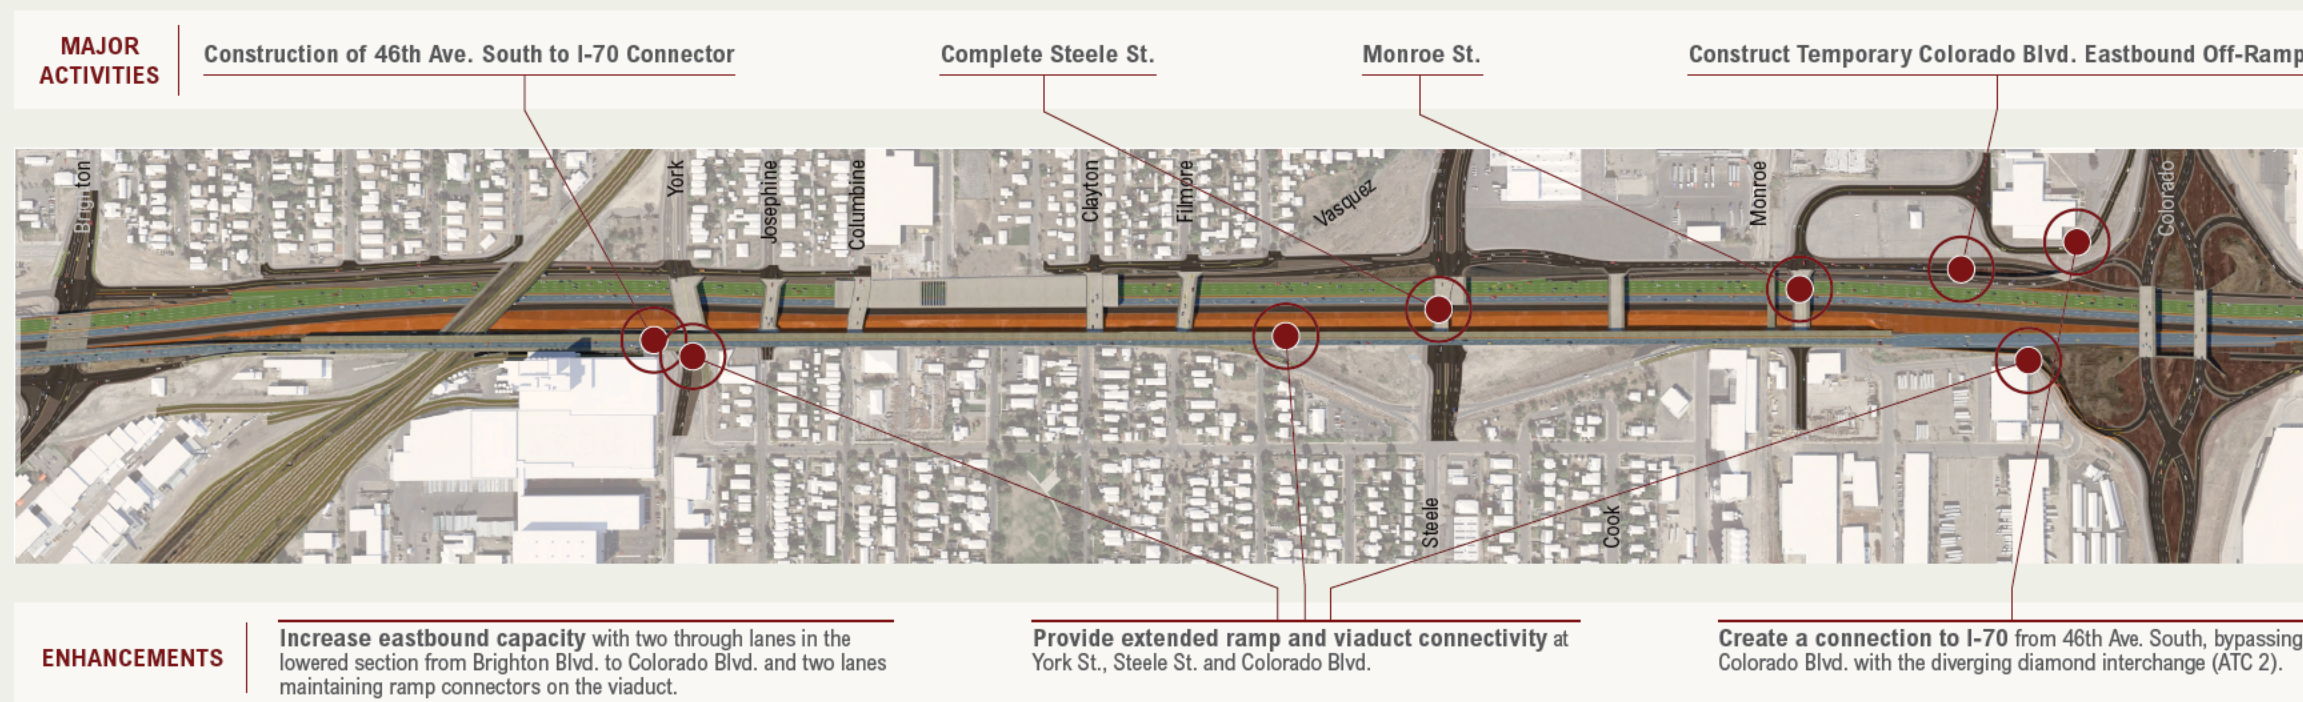 MAJOR
ACTIVITIES
Construction of 46th Ave. South to I-70 Connector
Complete Steele St.
Monroe St.
Construct Temporary Colorado Blvd. Eastbound Off-Ramp
Brighton
York
Josephine
Columbine
Clayton
Filmore
Vasquez
Monroe
Colorado
Steele
Cook
ENHANCEMENTS
Increase eastbound capacity with two through lanes in the
lowered section from Brighton Blvd. to Colorado Blvd. and two lanes
maintaining ramp connectors on the viaduct.
Provide extended ramp and viaduct connectivity at
York St., Steele St. and Colorado Blvd.
Create a connection to I-70 from 46th Ave. South, bypassing
Colorado Blvd. with the diverging diamond interchange (ATC 2).